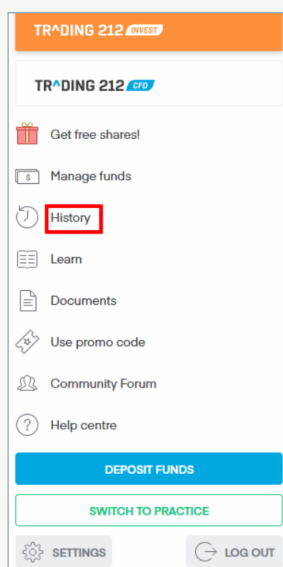 TRADING 212 INVEST
TRADING 212 CFD
Get free shares!
$ Manage funds
History
Learn
Documents
Use promo code
Community Forum
? Help centre
DEPOSIT FUNDS
SWITCH TO PRACTICE
SETTINGS
LOG OUT